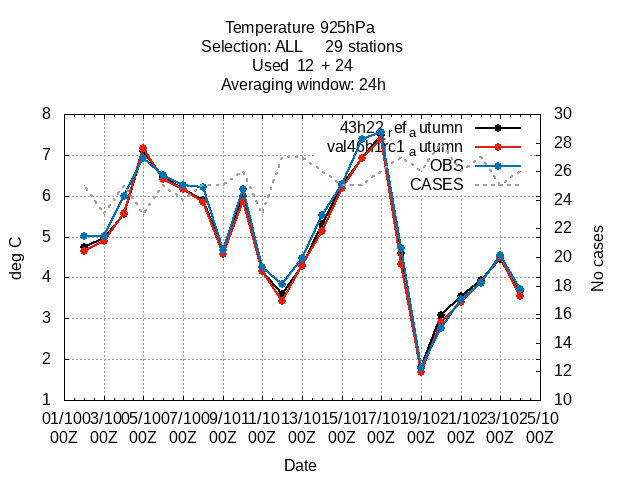 Temperature 925hPa
Selection: ALL 29 stations
Used 12 + 24
Averaging window: 24h
8 30
43h22_ref_autumn
28
val46h1rc1_autumn
7
OBS 26
CASES
6 24
22
5
20
deg C
No cases
4 18
16
3
14
2 12
1 10
01/10 03/10 05/10 07/10 09/10 11/10 13/10 15/10 17/10 19/10 21/10 23/10 25/10
00Z 00Z 00Z 00Z 00Z 00Z 00Z 00Z 00Z 00Z 00Z 00Z 00Z
Date